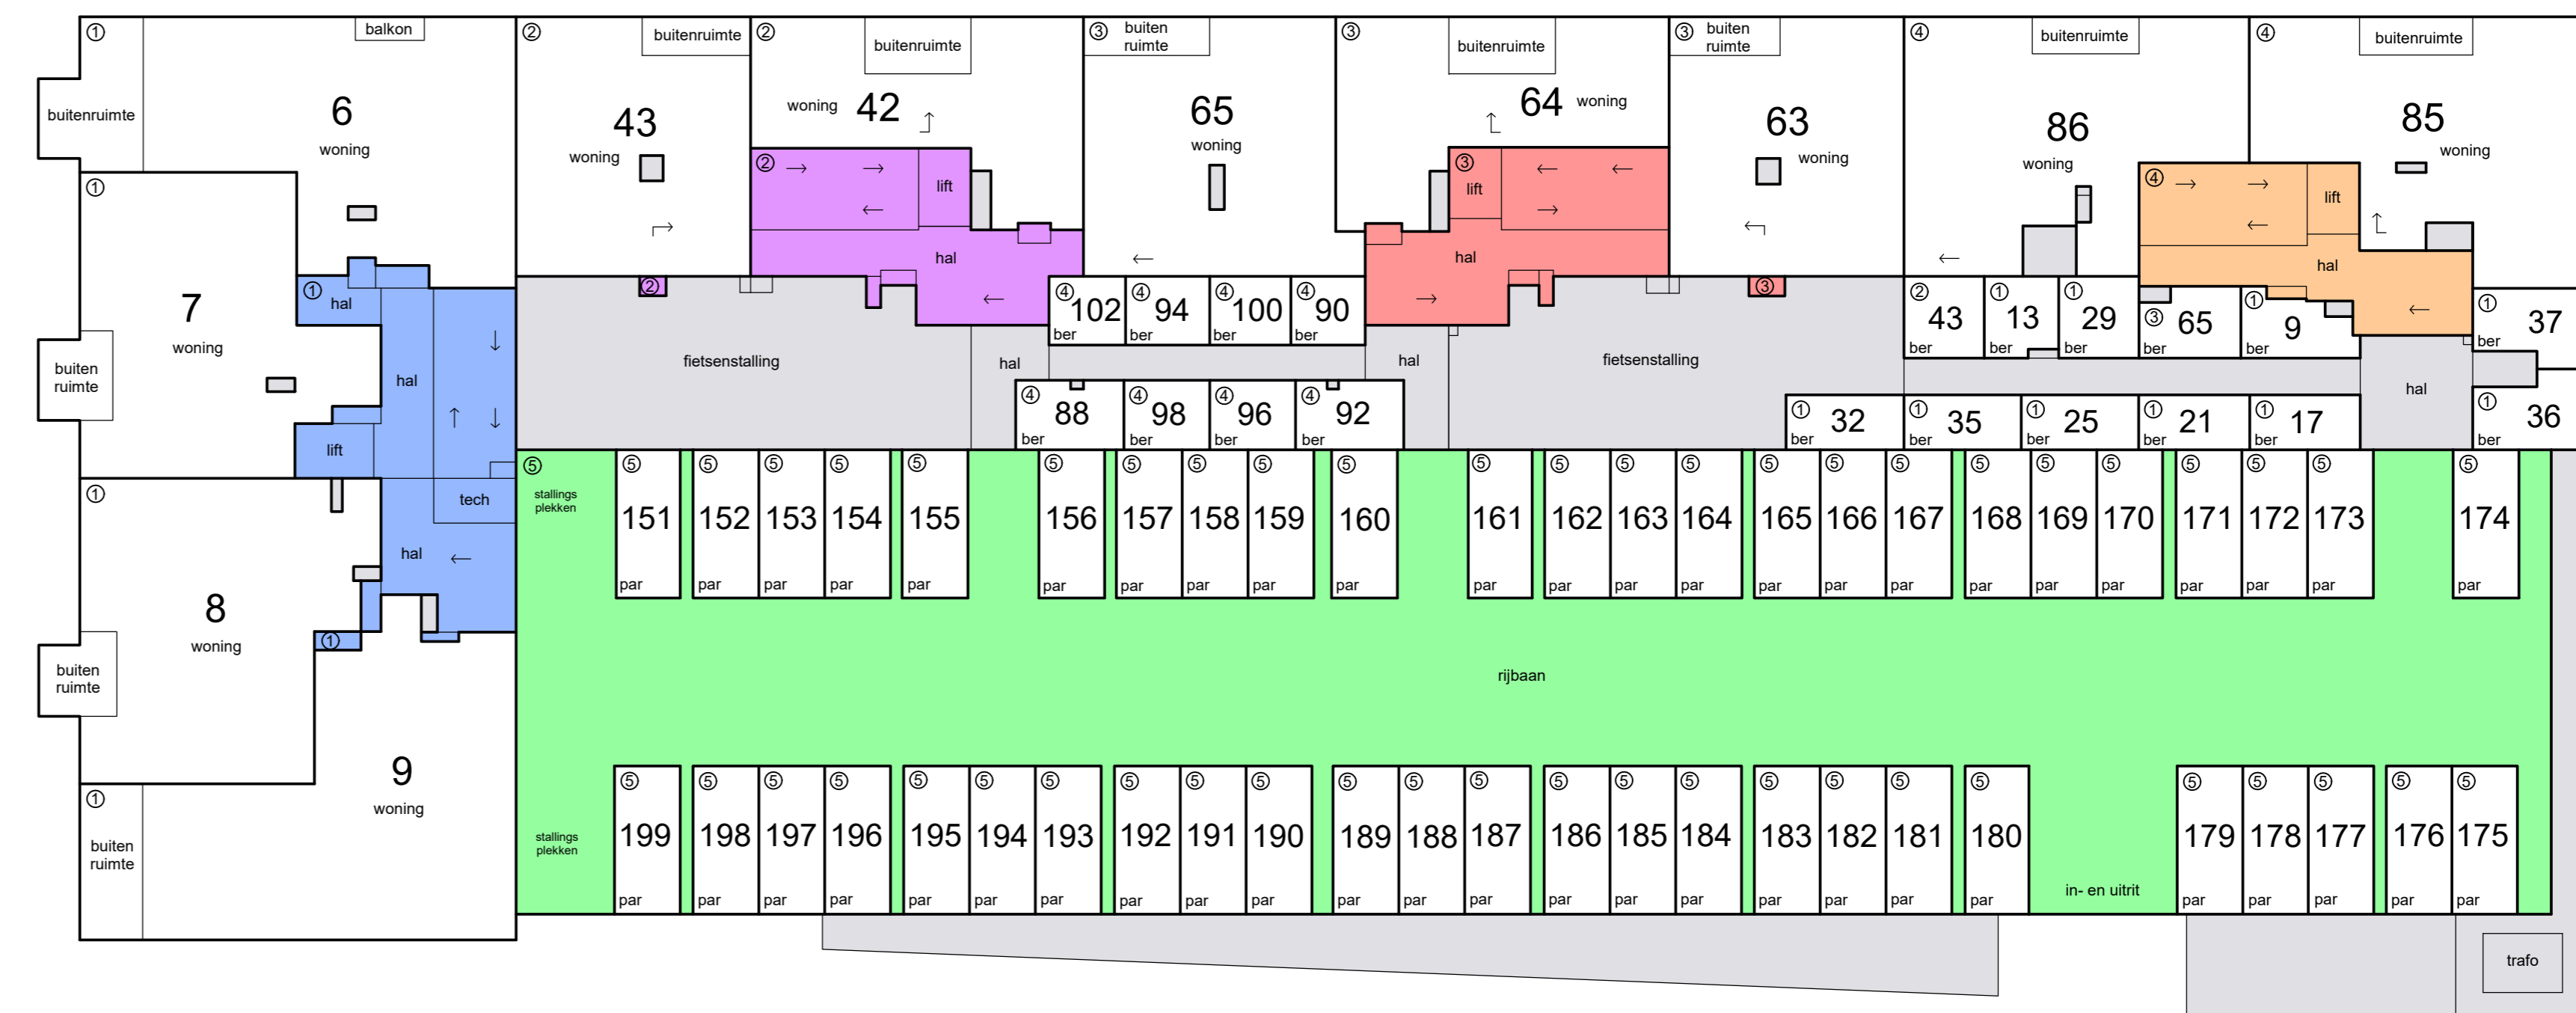 ① balkon ② buitenruimte ② buitenruimte ③ buiten ruimte ③ buitenruimte ③ buiten ruimte ④ buitenruimte ④ buitenruimte
buitenruimte 6 woning
43 woning
woning 42
65 woning
64 woning
63 woning
86 woning
85 woning
① 7 woning
buiten ruimte
① hal
hal
lift
tech
hal
①
② lift
hal
②
③ lift
hal
③
④ lift
hal
fietsenstalling
hal
④ 102 ber
④ 94 ber
④ 100 ber
④ 90 ber
hal
fietsenstalling
② 43 ber
① 13 ber
① 29 ber
③ 65 ber
① 9 ber
① 37 ber
④ 88 ber
④ 98 ber
④ 96 ber
④ 92 ber
① 32 ber
① 35 ber
① 25 ber
① 21 ber
① 17 ber
hal
① 36 ber
① 8 woning
buiten ruimte
① 9 woning
buiten ruimte
⑤ stallings plekken
⑤ 151 par
⑤ 152 par
⑤ 153 par
⑤ 154 par
⑤ 155 par
⑤ 156 par
⑤ 157 par
⑤ 158 par
⑤ 159 par
⑤ 160 par
⑤ 161 par
⑤ 162 par
⑤ 163 par
⑤ 164 par
⑤ 165 par
⑤ 166 par
⑤ 167 par
⑤ 168 par
⑤ 169 par
⑤ 170 par
⑤ 171 par
⑤ 172 par
⑤ 173 par
⑤ 174 par
rijbaan
stallings plekken
⑤ 199 par
⑤ 198 par
⑤ 197 par
⑤ 196 par
⑤ 195 par
⑤ 194 par
⑤ 193 par
⑤ 192 par
⑤ 191 par
⑤ 190 par
⑤ 189 par
⑤ 188 par
⑤ 187 par
⑤ 186 par
⑤ 185 par
⑤ 184 par
⑤ 183 par
⑤ 182 par
⑤ 181 par
⑤ 180 par
in- en uitrit
⑤ 179 par
⑤ 178 par
⑤ 177 par
⑤ 176 par
⑤ 175 par
trafo